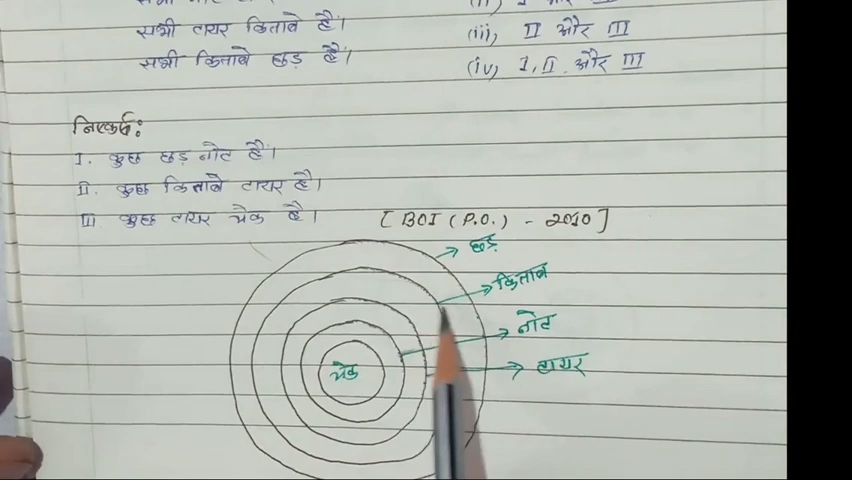 सभी टायर किताबे हैं।
(iii) II और III
सभी किताबे छड़ हैं।
(iv) I, II और III
निष्कर्ष:
I. कुछ छड़ नोट हैं।
II. कुछ किताबे टायर है।
III कुछ टायर चेक है।
[BOI (P.O.) - 2010]
छड़
किताब
नोट
टायर
चेक